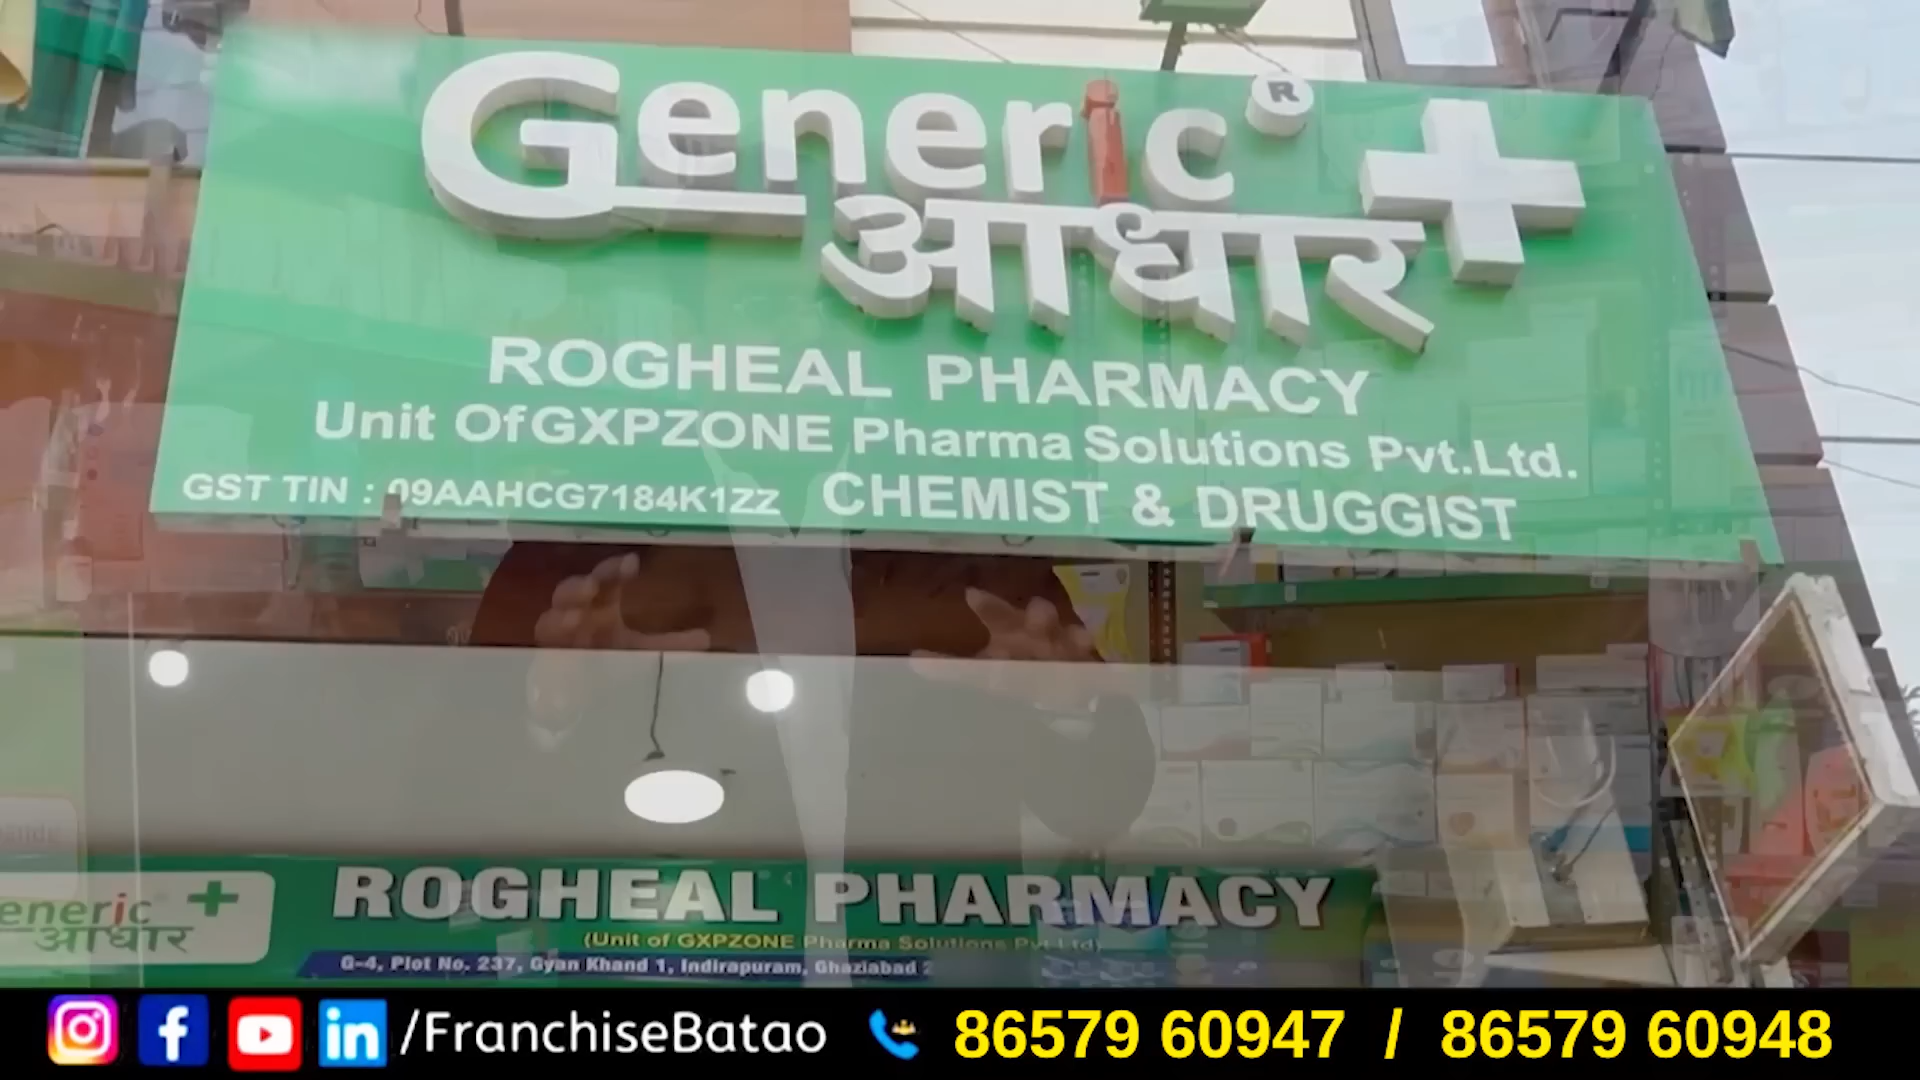 Generic®
आधार
ROGHEAL PHARMACY
Unit Of GXPZONE Pharma Solutions Pvt.Ltd.
GST TIN : 09AAHCG7184K1ZZ CHEMIST & DRUGGIST
eneric
आधार
ROGHEAL PHARMACY
(Unit of GXPZONE Pharma Solutions Pvt Ltd)
G-4, Plot No. 237, Gyan Khand 1, Indirapuram, Ghaziabad
/FranchiseBatao 86579 60947 / 86579 60948